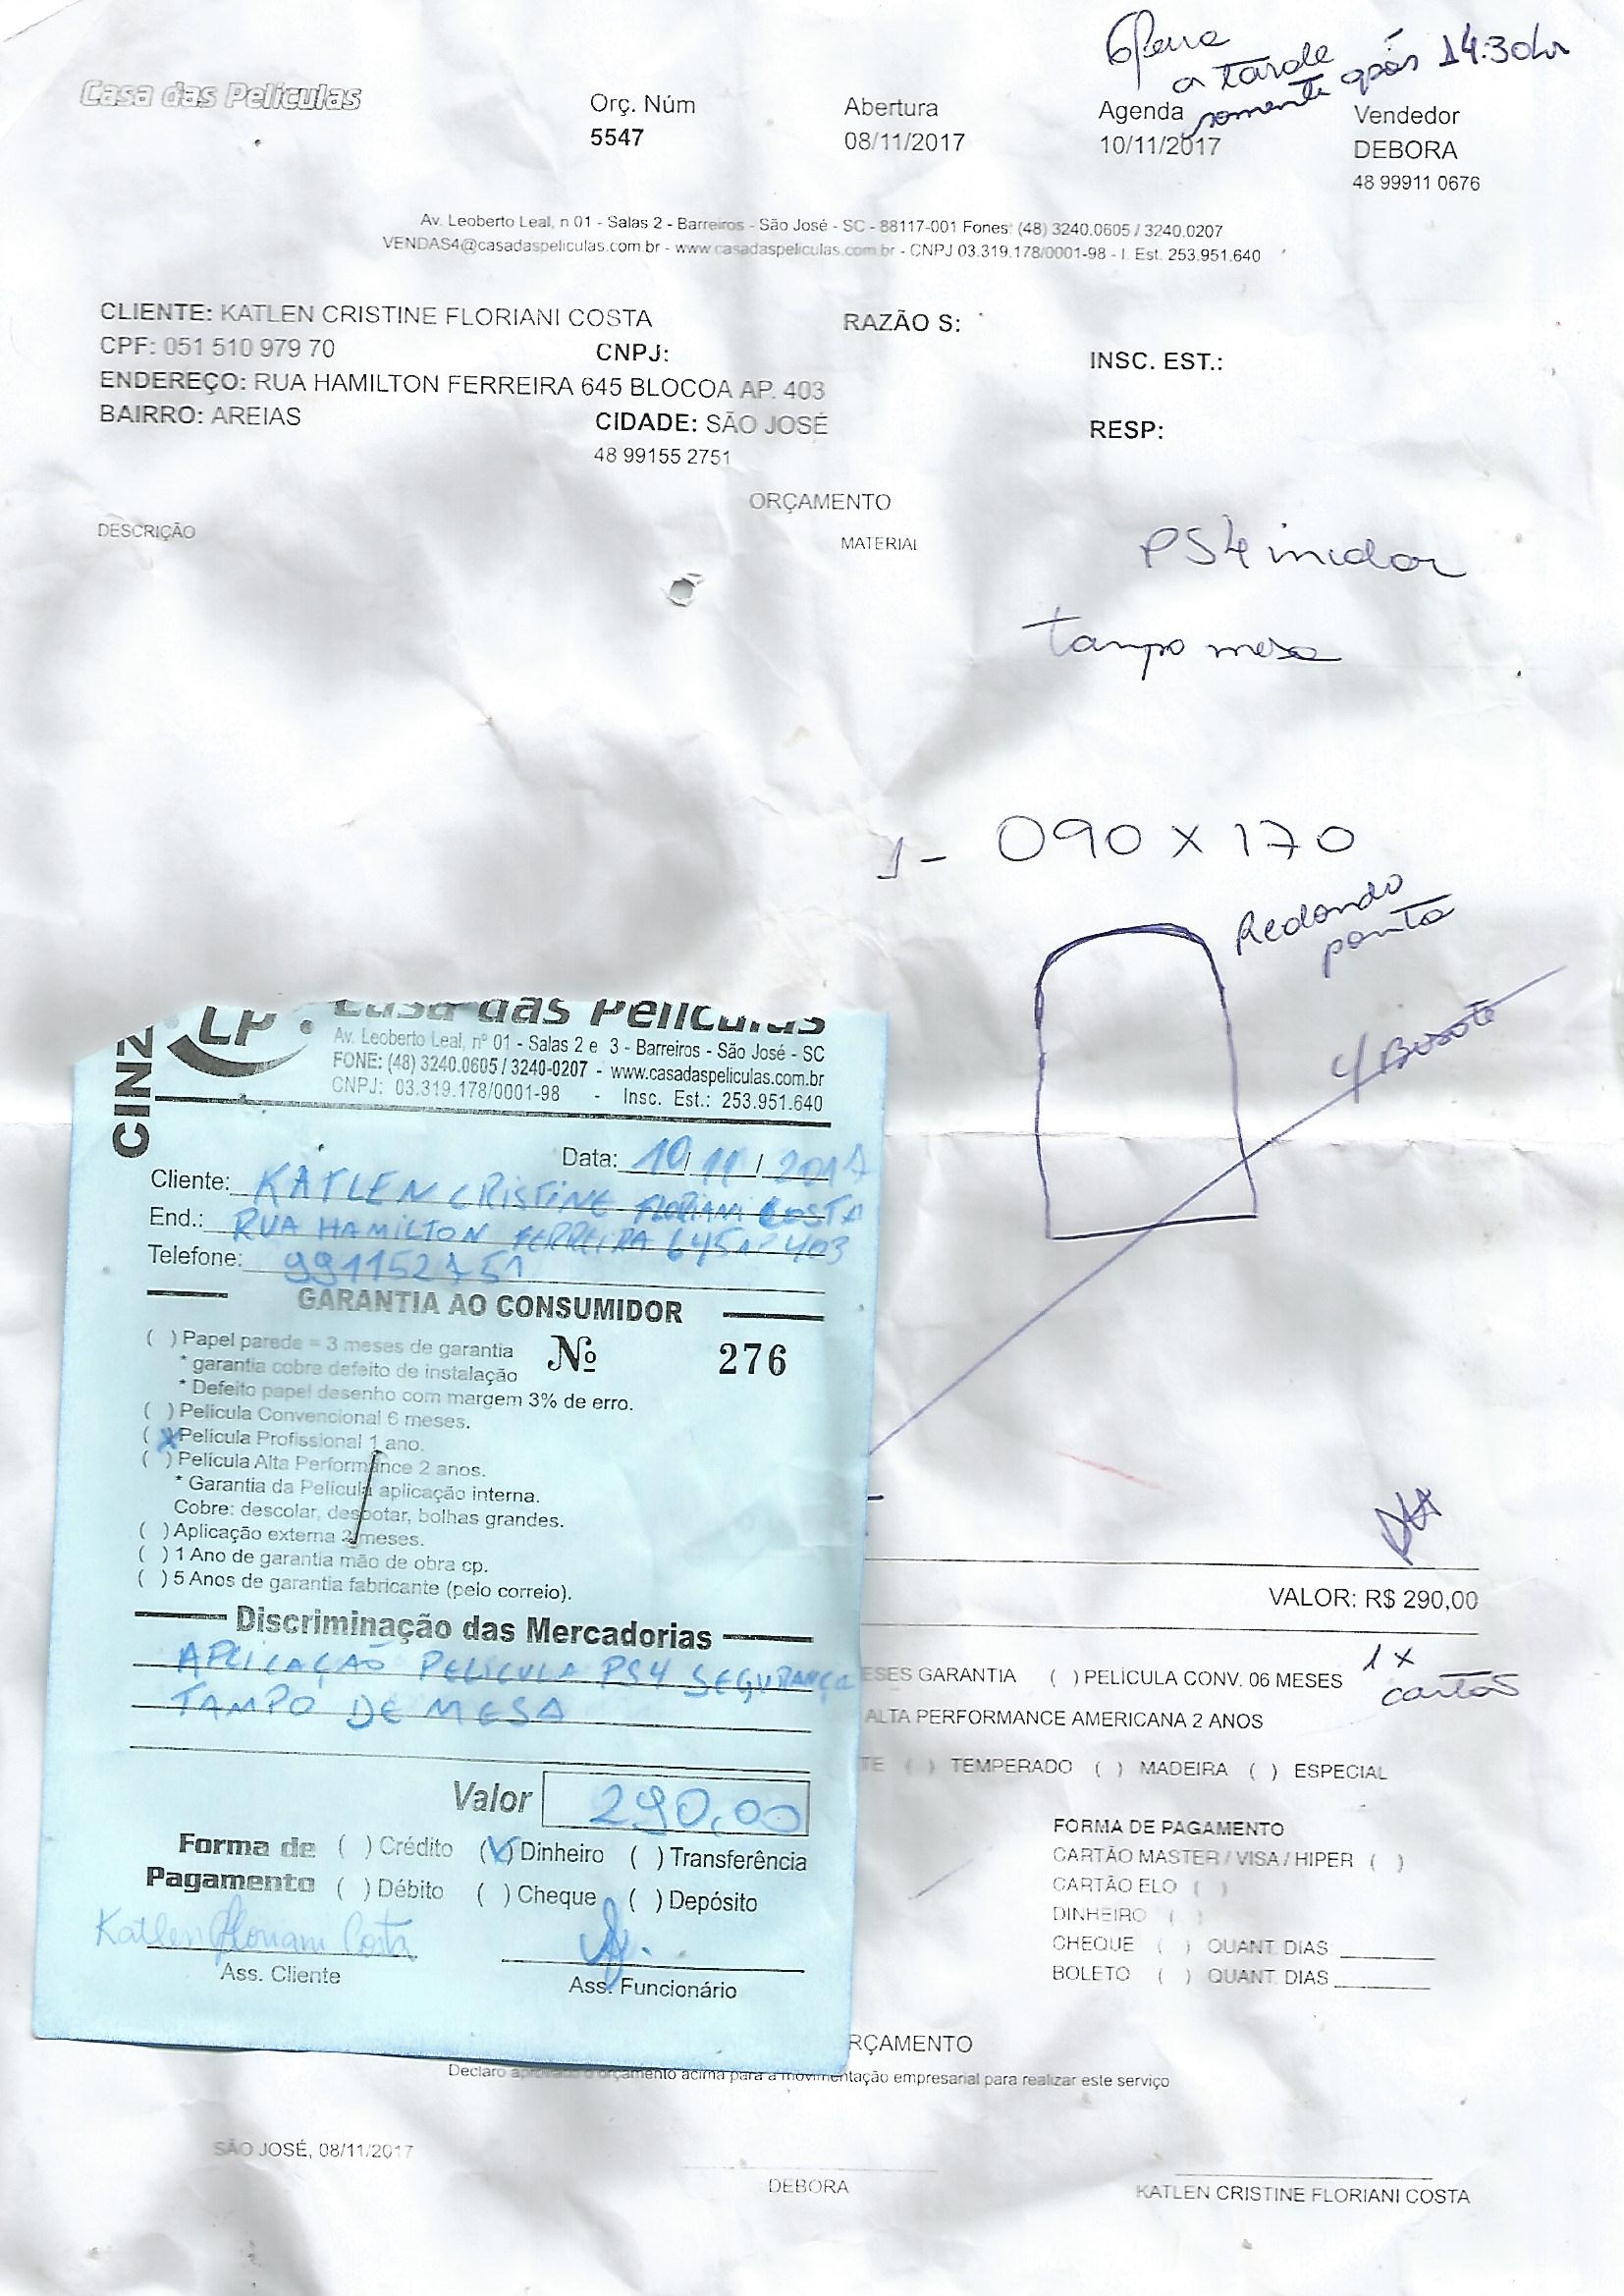 6 Feira
a tarde
somente após 14:30hr
Casa das Películas
Orç. Núm
5547
Abertura
08/11/2017
Agenda
10/11/2017
Vendedor
DEBORA
48 99911 0676
Av. Leoberto Leal, n 01 - Salas 2 - Barreiros - São José - SC - 88117-001 Fones: (48) 3240.0605 / 3240.0207
VENDAS4@casadaspeliculas.com.br - www.casadaspeliculas.com.br - CNPJ 03.319.178/0001-98 - I. Est. 253.951.640
CLIENTE: KATLEN CRISTINE FLORIANI COSTA
RAZÃO S:
CPF: 051 510 979 70
CNPJ:
INSC. EST.:
ENDEREÇO: RUA HAMILTON FERREIRA 645 BLOCOA AP. 403
BAIRRO: AREIAS
CIDADE: SÃO JOSÉ
RESP:
48 99155 2751
ORÇAMENTO
DESCRIÇÃO
MATERIAL
PS4 incolor
tampo mesa
1 - 090 x 170
Redondo
ponta
4
Casa das Películas
CP
CINZ
Av. Leoberto Leal, nº 01 - Salas 2 e 3 - Barreiros - São José - SC
FONE: (48) 3240.0605 / 3240-0207 - www.casadaspeliculas.com.br
CNPJ: 03.319.178/0001-98 - Insc. Est.: 253.951.640
Data: 10/11/2017
Cliente: KATLEN CRISTINE FLORIANI COSTA
End.: RUA HAMILTON FERREIRA 645 AP 403
Telefone: 991152751
GARANTIA AO CONSUMIDOR
( ) Papel parede = 3 meses de garantia
Nº 276
* garantia cobre defeito de instalação
* Defeito papel desenho com margem 3% de erro.
( ) Película Convencional 6 meses.
(X) Película Profissional 1 ano.
( ) Película Alta Performance 2 anos.
* Garantia da Película aplicação interna.
Cobre: descolar, desbotar, bolhas grandes.
( ) Aplicação externa 2 meses.
( ) 1 Ano de garantia mão de obra cp.
( ) 5 Anos de garantia fabricante (pelo correio).
Discriminação das Mercadorias
APLICAÇÃO PELICULA PS4 SEGURANÇA
TAMPO DE MESA
Valor 290,00
Forma de Pagamento
( ) Crédito (V) Dinheiro ( ) Transferência
( ) Débito ( ) Cheque ( ) Depósito
Katlen Floriani Costa
Ass. Cliente
Ass. Funcionário
VALOR: R$ 290,00
1 x
cartão
ESES GARANTIA ( ) PELÍCULA CONV. 06 MESES
ALTA PERFORMANCE AMERICANA 2 ANOS
TE ( ) TEMPERADO ( ) MADEIRA ( ) ESPECIAL
FORMA DE PAGAMENTO
CARTÃO MASTER / VISA / HIPER ( )
CARTÃO ELO ( )
DINHEIRO ( )
CHEQUE ( ) QUANT. DIAS
BOLETO ( ) QUANT. DIAS
RÇAMENTO
Declaro aprovado o orçamento acima para a movimentação empresarial para realizar este serviço
SÃO JOSÉ, 08/11/2017
DEBORA
KATLEN CRISTINE FLORIANI COSTA